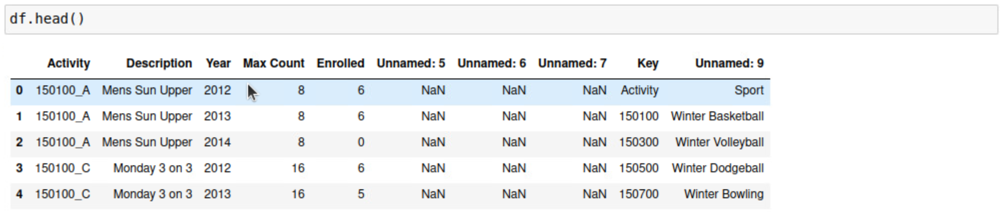 df.head()
Activity Description Year Max Count Enrolled Unnamed: 5 Unnamed: 6 Unnamed: 7 Key Unnamed: 9
0 150100_A Mens Sun Upper 2012 8 6 NaN NaN NaN Activity Sport
1 150100_A Mens Sun Upper 2013 8 6 NaN NaN NaN 150100 Winter Basketball
2 150100_A Mens Sun Upper 2014 8 0 NaN NaN NaN 150300 Winter Volleyball
3 150100_C Monday 3 on 3 2012 16 6 NaN NaN NaN 150500 Winter Dodgeball
4 150100_C Monday 3 on 3 2013 16 5 NaN NaN NaN 150700 Winter Bowling